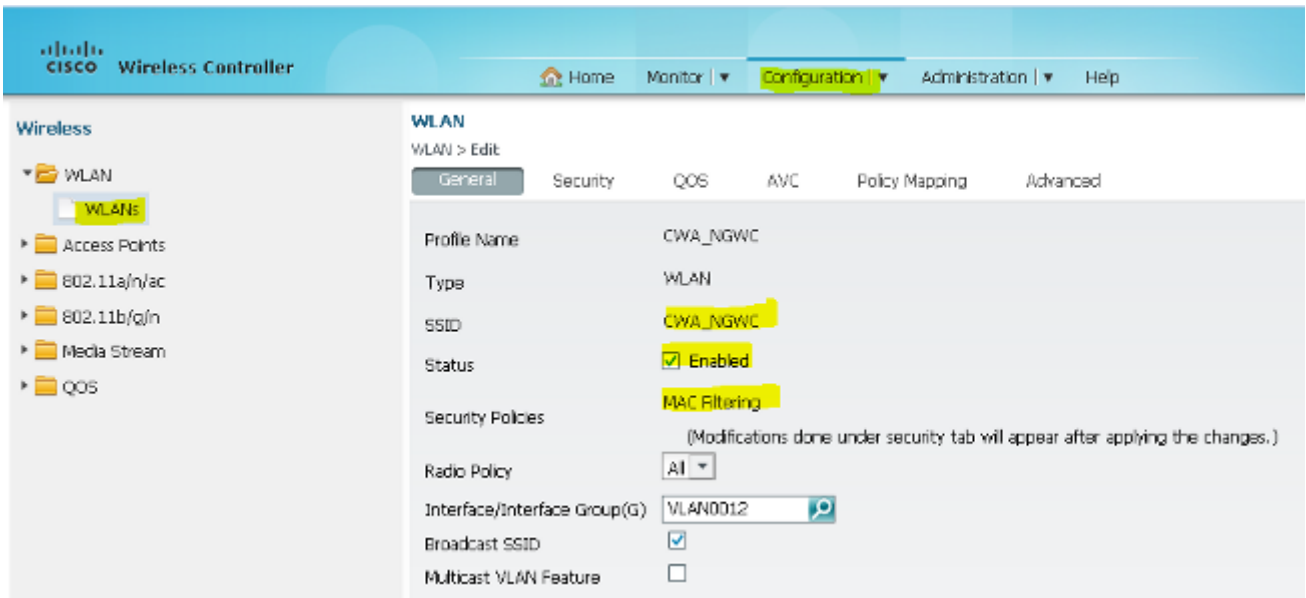 CISCO Wireless Controller
Home Monitor Configuration Administration Help
Wireless
WLAN
WLANs
Access Points
802.11a/n/ac
802.11b/g/n
Media Stream
QOS
WLAN
WLAN > Edit
General Security QOS AVC Policy Mapping Advanced
Profile Name CWA_NGWC
Type WLAN
SSID CWA_NGWC
Status Enabled
Security Policies MAC Filtering
(Modifications done under security tab will appear after applying the changes.)
Radio Policy All
Interface/Interface Group(G) VLAN0012
Broadcast SSID
Multicast VLAN Feature